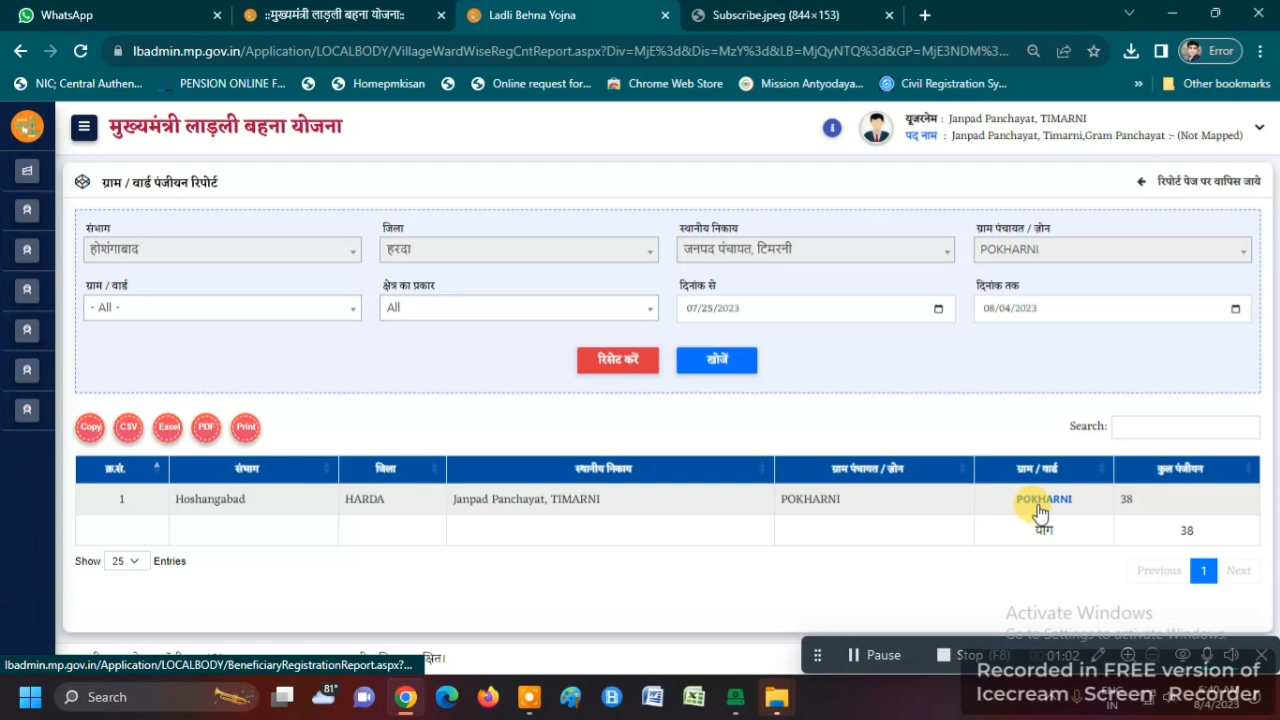 WhatsApp
::मुख्यमंत्री लाड़ली बहना योजना::
Ladli Behna Yojna
Subscribe.jpeg (844×153)
lbadmin.mp.gov.in/Application/LOCALBODY/VillageWardWiseRegCntReport.aspx?Div=MjE%3d&Dis=MzY%3d&LB=MjQyNTQ%3d&GP=MjE3NDM%3...
Error
NIC; Central Authen...
PENSION ONLINE F...
Homepmkisan
Online request for...
Chrome Web Store
Mission Antyodaya...
Civil Registration Sy...
»
Other bookmarks
मुख्यमंत्री लाड़ली बहना योजना
यूजरनेम : Janpad Panchayat, TIMARNI
पद नाम : Janpad Panchayat, Timarni,Gram Panchayat :- (Not Mapped)
ग्राम / वार्ड पंजीयन रिपोर्ट
रिपोर्ट पेज पर वापिस जाये
संभाग जिला स्थानीय निकाय ग्राम पंचायत / ज़ोन
होशंगाबाद हरदा जनपद पंचायत, टिमरनी POKHARNI
ग्राम / वार्ड क्षेत्र का प्रकार दिनांक से दिनांक तक
- All - All 07/25/2023 08/04/2023
रिसेट करें खोजें
Copy CSV Excel PDF Print
Search:
क्र.सं. संभाग जिला स्थानीय निकाय ग्राम पंचायत / ज़ोन ग्राम / वार्ड कुल पंजीयन
1 Hoshangabad HARDA Janpad Panchayat, TIMARNI POKHARNI POKHARNI 38
योग 38
Show 25 Entries
Previous 1 Next
Activate Windows
Go to Settings to activate Windows.
lbadmin.mp.gov.in/Application/LOCALBODY/BeneficiaryRegistrationReport.aspx?...
Pause Stop (F8) 00:01:02
Recorded in FREE version of
Icecream Screen Recorder
Search
81°
IN
8/4/2023